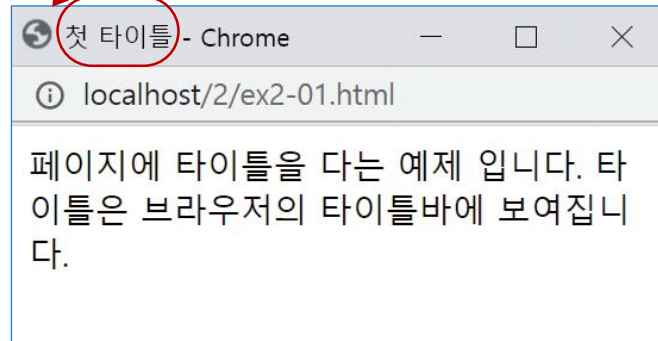 첫 타이틀 - Chrome
localhost/2/ex2-01.html
페이지에 타이틀을 다는 예제 입니다. 타
이틀은 브라우저의 타이틀바에 보여집니
다.